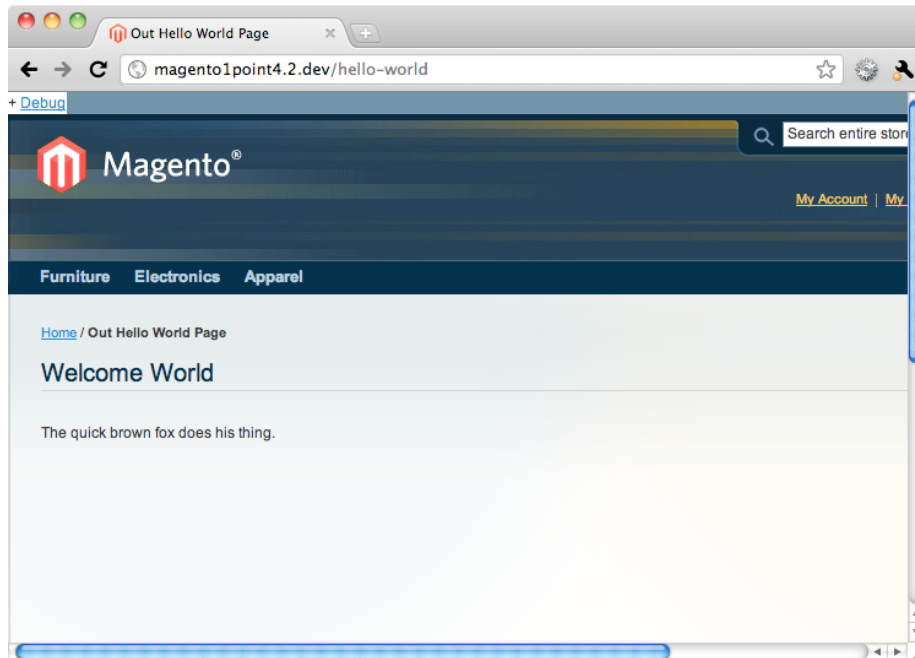 Out Hello World Page
magento1point4.2.dev/hello-world
+ Debug
Magento®
Search entire store
My Account | My
Furniture Electronics Apparel
Home / Out Hello World Page
Welcome World
The quick brown fox does his thing.